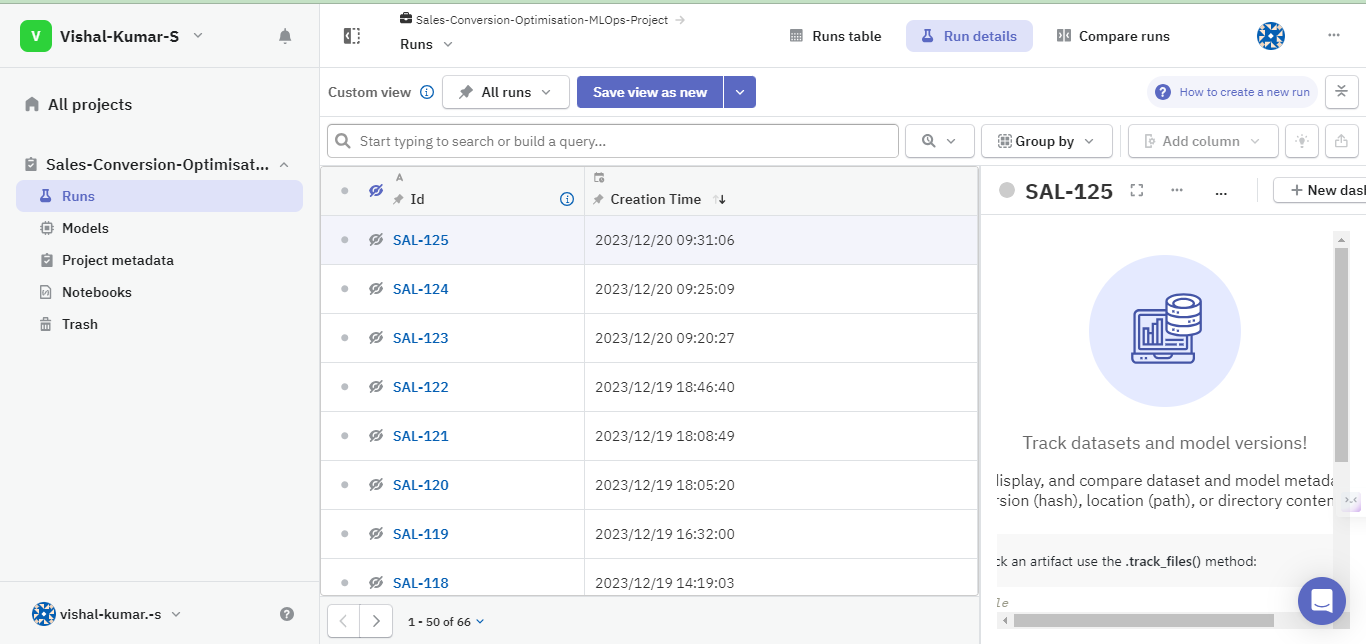 V
Vishal-Kumar-S
Sales-Conversion-Optimisation-MLOps-Project
Runs
Runs table
Run details
Compare runs
All projects
Sales-Conversion-Optimisat...
Runs
Models
Project metadata
Notebooks
Trash
vishal-kumar.-s
Custom view
All runs
Save view as new
How to create a new run
Start typing to search or build a query...
Group by
Add column
A
Id
Creation Time
SAL-125 2023/12/20 09:31:06
SAL-124 2023/12/20 09:25:09
SAL-123 2023/12/20 09:20:27
SAL-122 2023/12/19 18:46:40
SAL-121 2023/12/19 18:08:49
SAL-120 2023/12/19 18:05:20
SAL-119 2023/12/19 16:32:00
SAL-118 2023/12/19 14:19:03
1 - 50 of 66
SAL-125
... 
+ New dash
Track datasets and model versions!
display, and compare dataset and model metada
rsion (hash), location (path), or directory conten
ck an artifact use the .track_files() method:
le